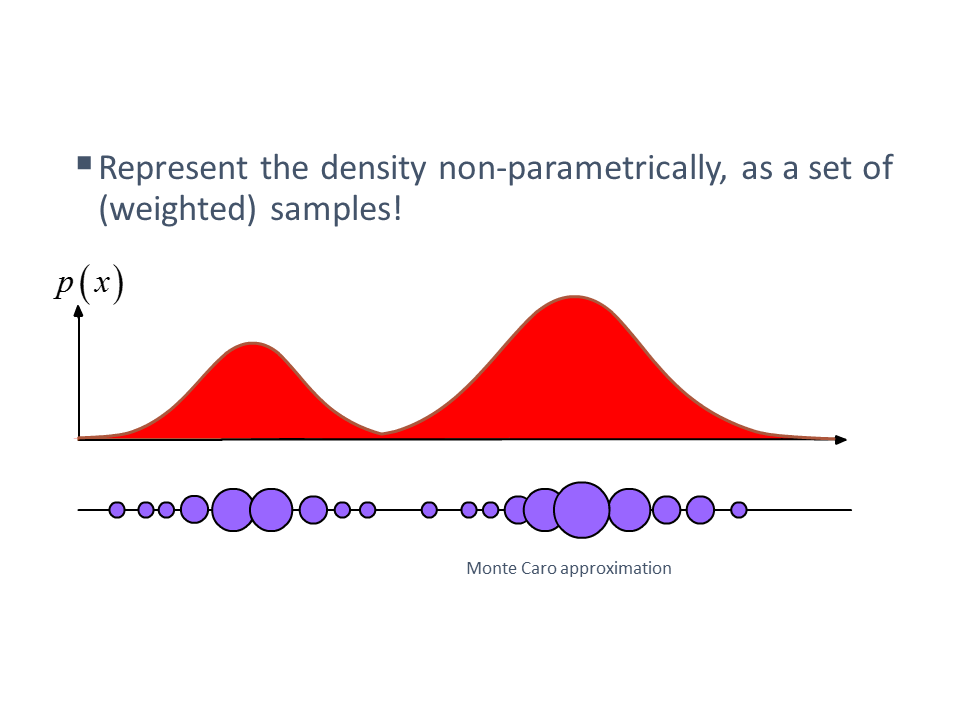 ▪Represent the density non-parametrically, as a set of
(weighted) samples!
p(x)
Monte Caro approximation